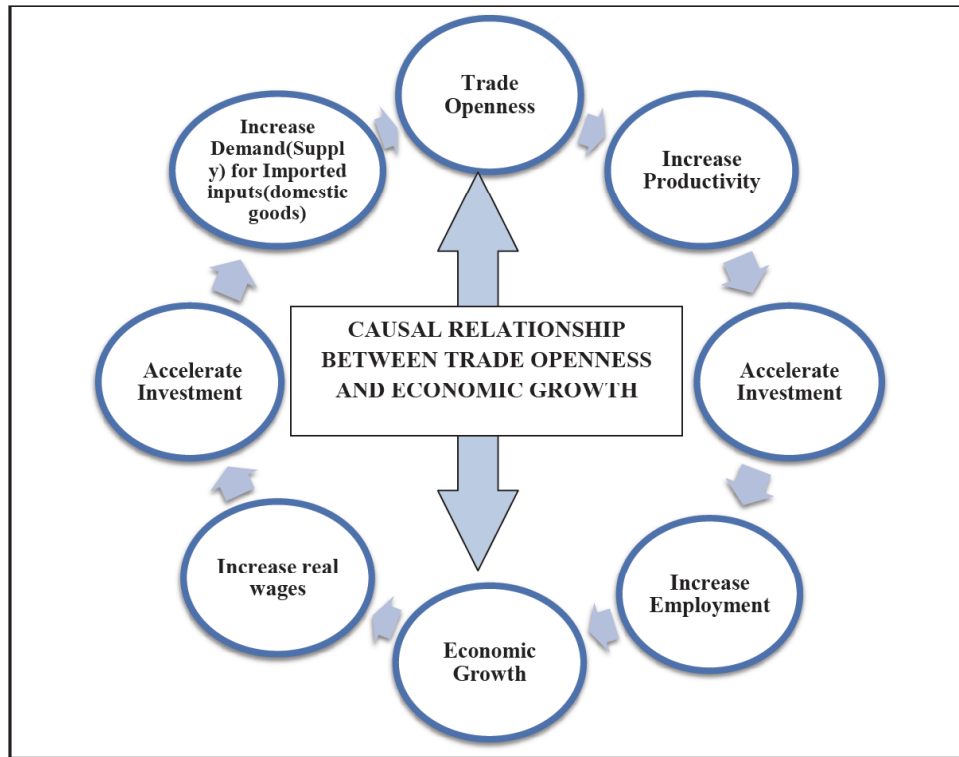 Trade
Openness
Increase
Productivity
Accelerate
Investment
Increase
Employment
Economic
Growth
Increase real
wages
Accelerate
Investment
Increase
Demand(Suppl
y) for Imported
inputs(domestic
goods)
CAUSAL RELATIONSHIP
BETWEEN TRADE OPENNESS
AND ECONOMIC GROWTH